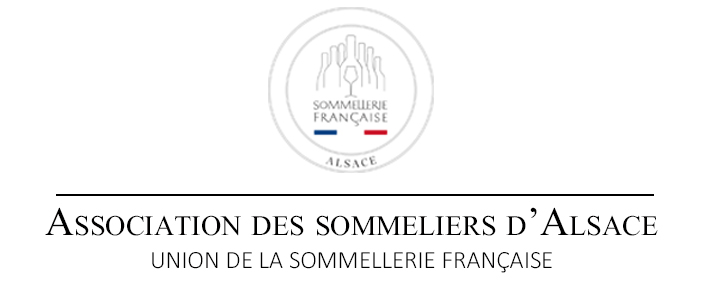 SOMMELLERIE
FRANÇAISE
ALSACE
ASSOCIATION DES SOMMELIERS D'ALSACE
UNION DE LA SOMMELLERIE FRANÇAISE